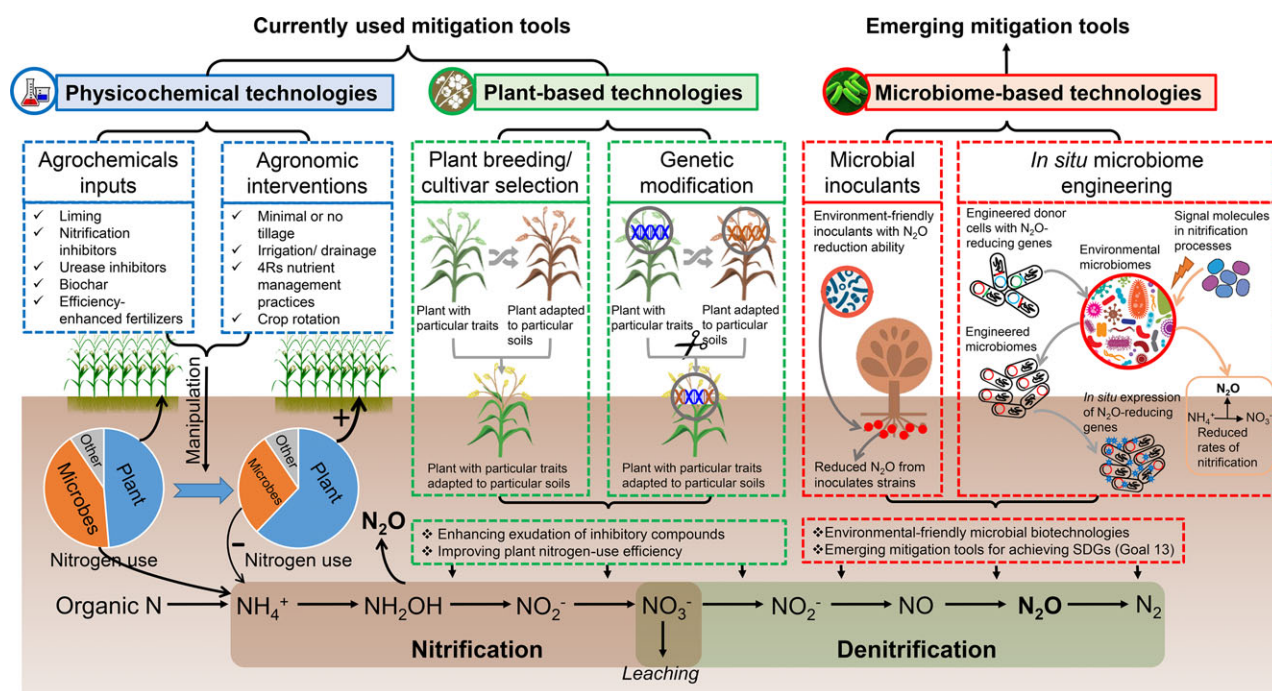 Currently used mitigation tools
Emerging mitigation tools
Physicochemical technologies
Plant-based technologies
Microbiome-based technologies
Agrochemicals
inputs
✓ Liming
✓ Nitrification
inhibitors
✓ Urease inhibitors
✓ Biochar
✓ Efficiency-
enhanced fertilizers
Agronomic
interventions
✓ Minimal or no
tillage
✓ Irrigation/ drainage
✓ 4Rs nutrient
management
practices
✓ Crop rotation
Plant breeding/
cultivar selection
Plant with
particular traits
Plant adapted
to particular
soils
Plant with particular traits
adapted to particular soils
Genetic
modification
Plant with
particular traits
Plant adapted
to particular
soils
Plant with particular traits
adapted to particular soils
Microbial
inoculants
Environment-friendly
inoculants with N₂O
reduction ability
Reduced N₂O from
inoculates strains
In situ microbiome
engineering
Engineered donor
cells with N₂O-
reducing genes
Environmental
microbiomes
Signal molecules
in nitrification
processes
Engineered
microbiomes
In situ expression
of N₂O-reducing
genes
N₂O
NH₄⁺ NO₃⁻
Reduced
rates of
nitrification
Manipulation
Other
Microbes
Plant
Nitrogen use
Other
Microbes
Plant
Nitrogen use
+
−
N₂O
❖ Enhancing exudation of inhibitory compounds
❖ Improving plant nitrogen-use efficiency
❖ Environmental-friendly microbial biotechnologies
❖ Emerging mitigation tools for achieving SDGs (Goal 13)
Organic N NH₄⁺ NH₂OH NO₂⁻ NO₃⁻ NO₂⁻ NO N₂O N₂
Nitrification
Denitrification
Leaching